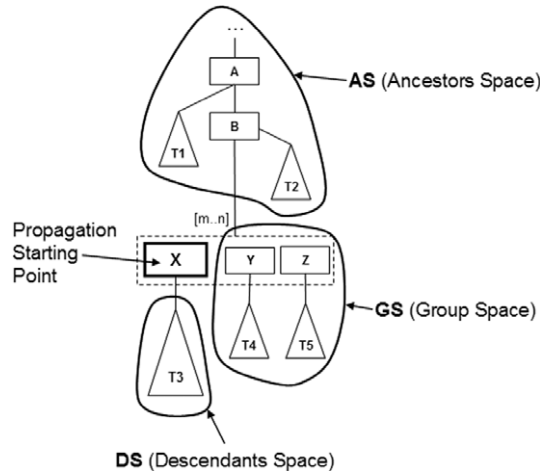 ...
A
AS (Ancestors Space)
B
T1
T2
[m..n]
Propagation
Starting
Point
X
Y
Z
GS (Group Space)
T4
T5
T3
DS (Descendants Space)